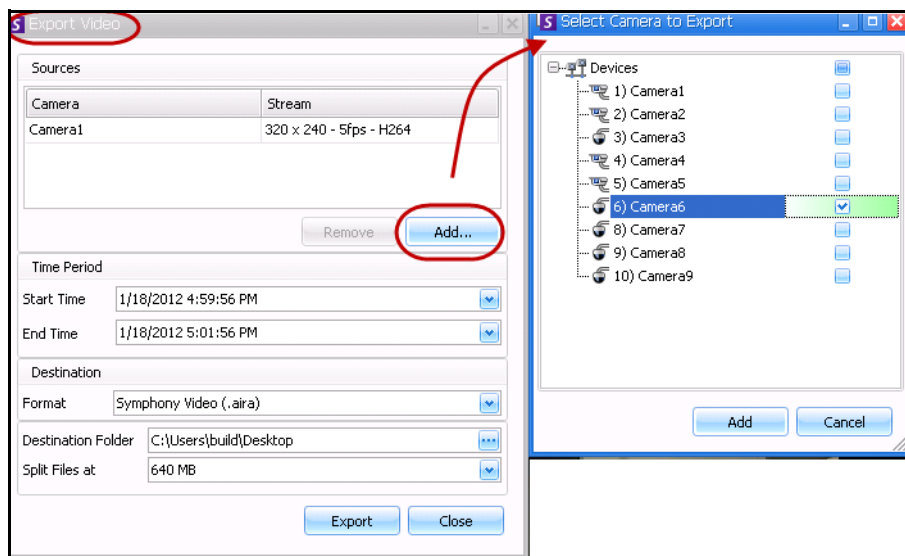 Export Video
Sources
Camera Stream
Camera1 320 x 240 - 5fps - H264
Remove Add...
Time Period
Start Time 1/18/2012 4:59:56 PM
End Time 1/18/2012 5:01:56 PM
Destination
Format Symphony Video (.aira)
Destination Folder C:\Users\build\Desktop
Split Files at 640 MB
Export Close
Select Camera to Export
Devices
1) Camera1
2) Camera2
3) Camera3
4) Camera4
5) Camera5
6) Camera6
8) Camera7
9) Camera8
10) Camera9
Add Cancel